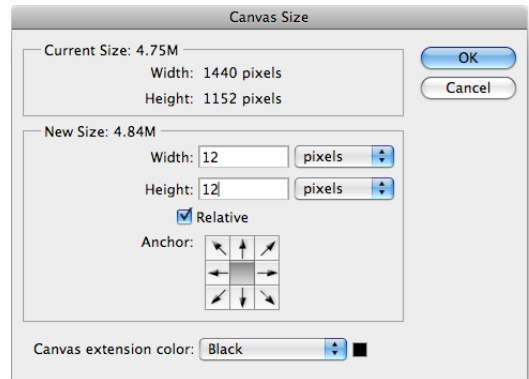 Canvas Size
Current Size: 4.75M
Width: 1440 pixels
Height: 1152 pixels
OK
Cancel
New Size: 4.84M
Width: 12 pixels
Height: 12 pixels
Relative
Anchor:
Canvas extension color: Black